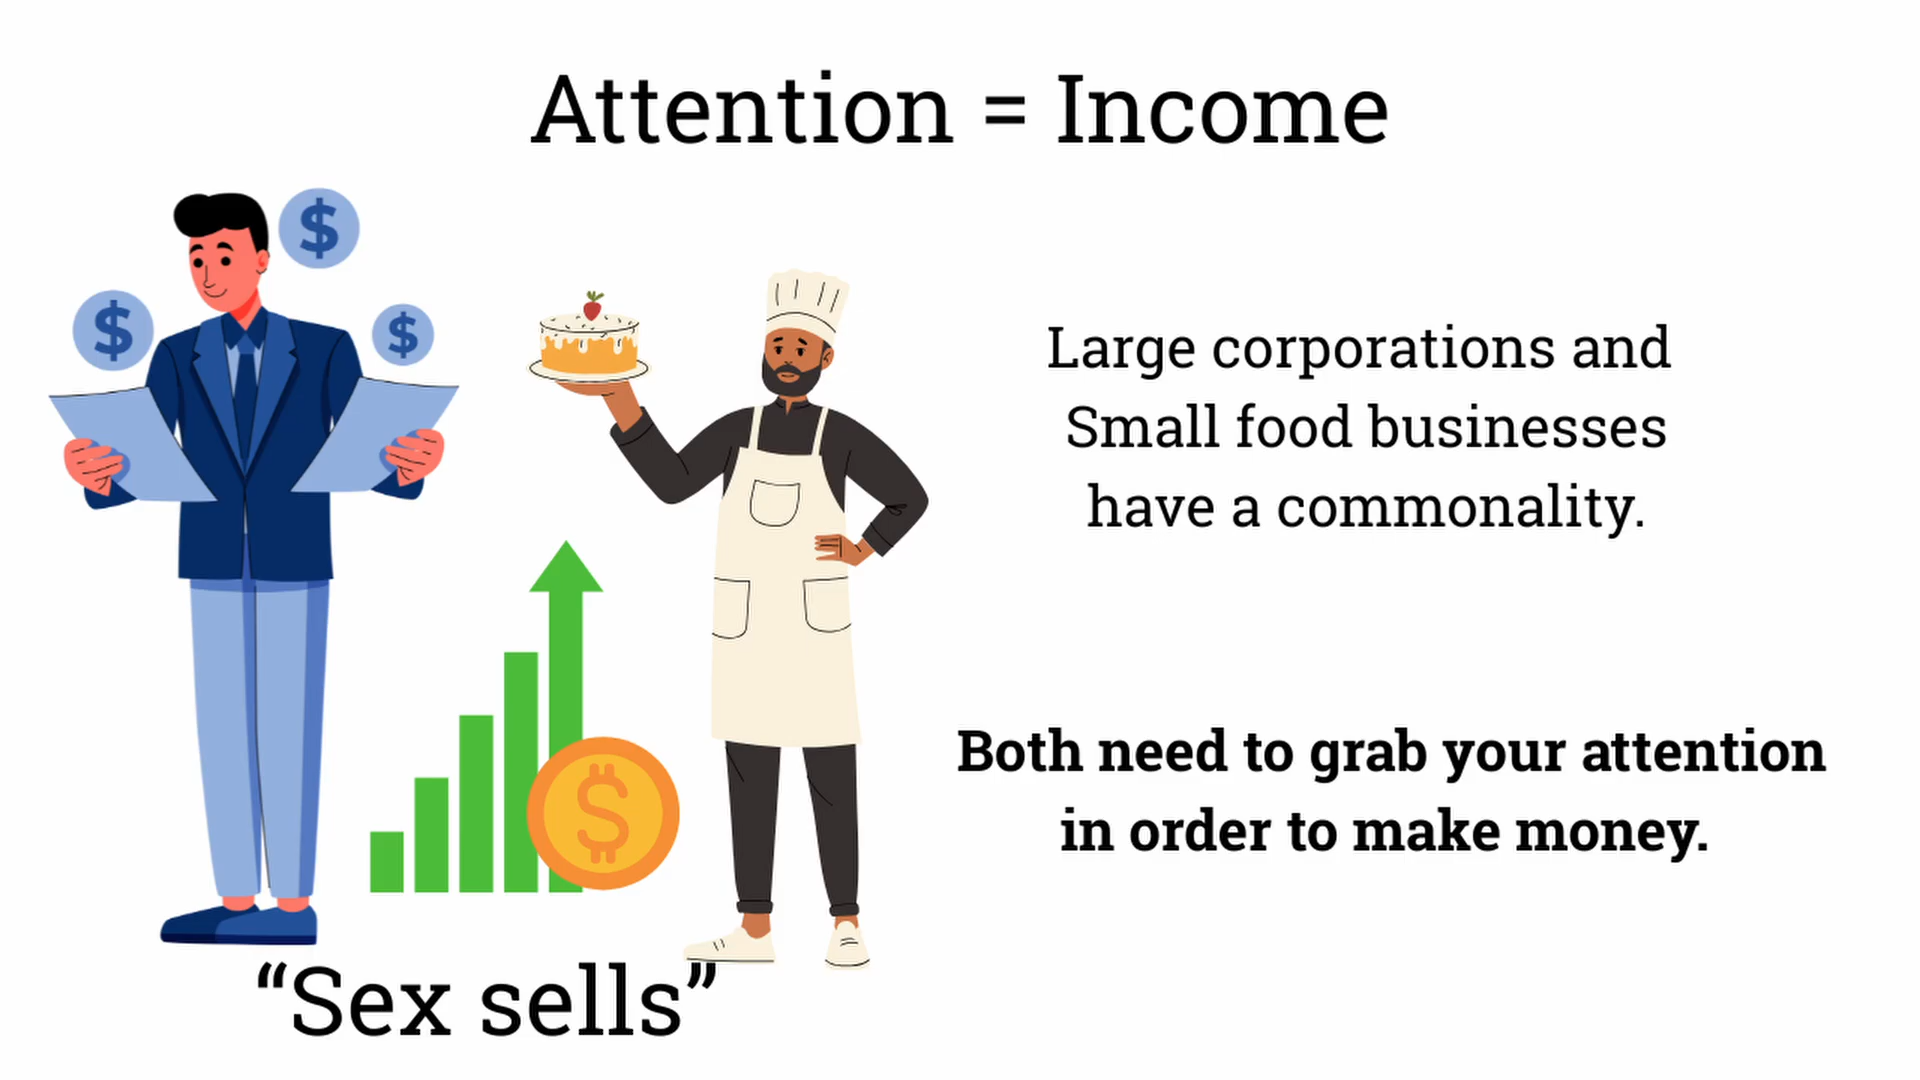 Attention = Income
$
$
$
Large corporations and
Small food businesses
have a commonality.
Both need to grab your attention
in order to make money.
$
“Sex sells”